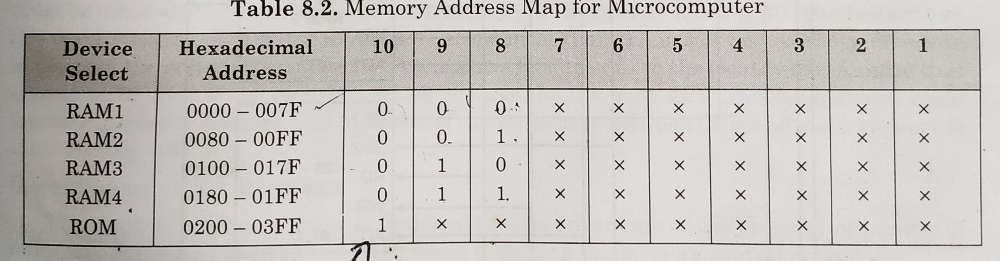 Table 8.2. Memory Address Map for Microcomputer
Device Select Hexadecimal Address 10 9 8 7 6 5 4 3 2 1
RAM1 0000 – 007F 0 0 0 × × × × × × ×
RAM2 0080 – 00FF 0 0 1 × × × × × × ×
RAM3 0100 – 017F 0 1 0 × × × × × × ×
RAM4 0180 – 01FF 0 1 1 × × × × × × ×
ROM 0200 – 03FF 1 × × × × × × × × ×